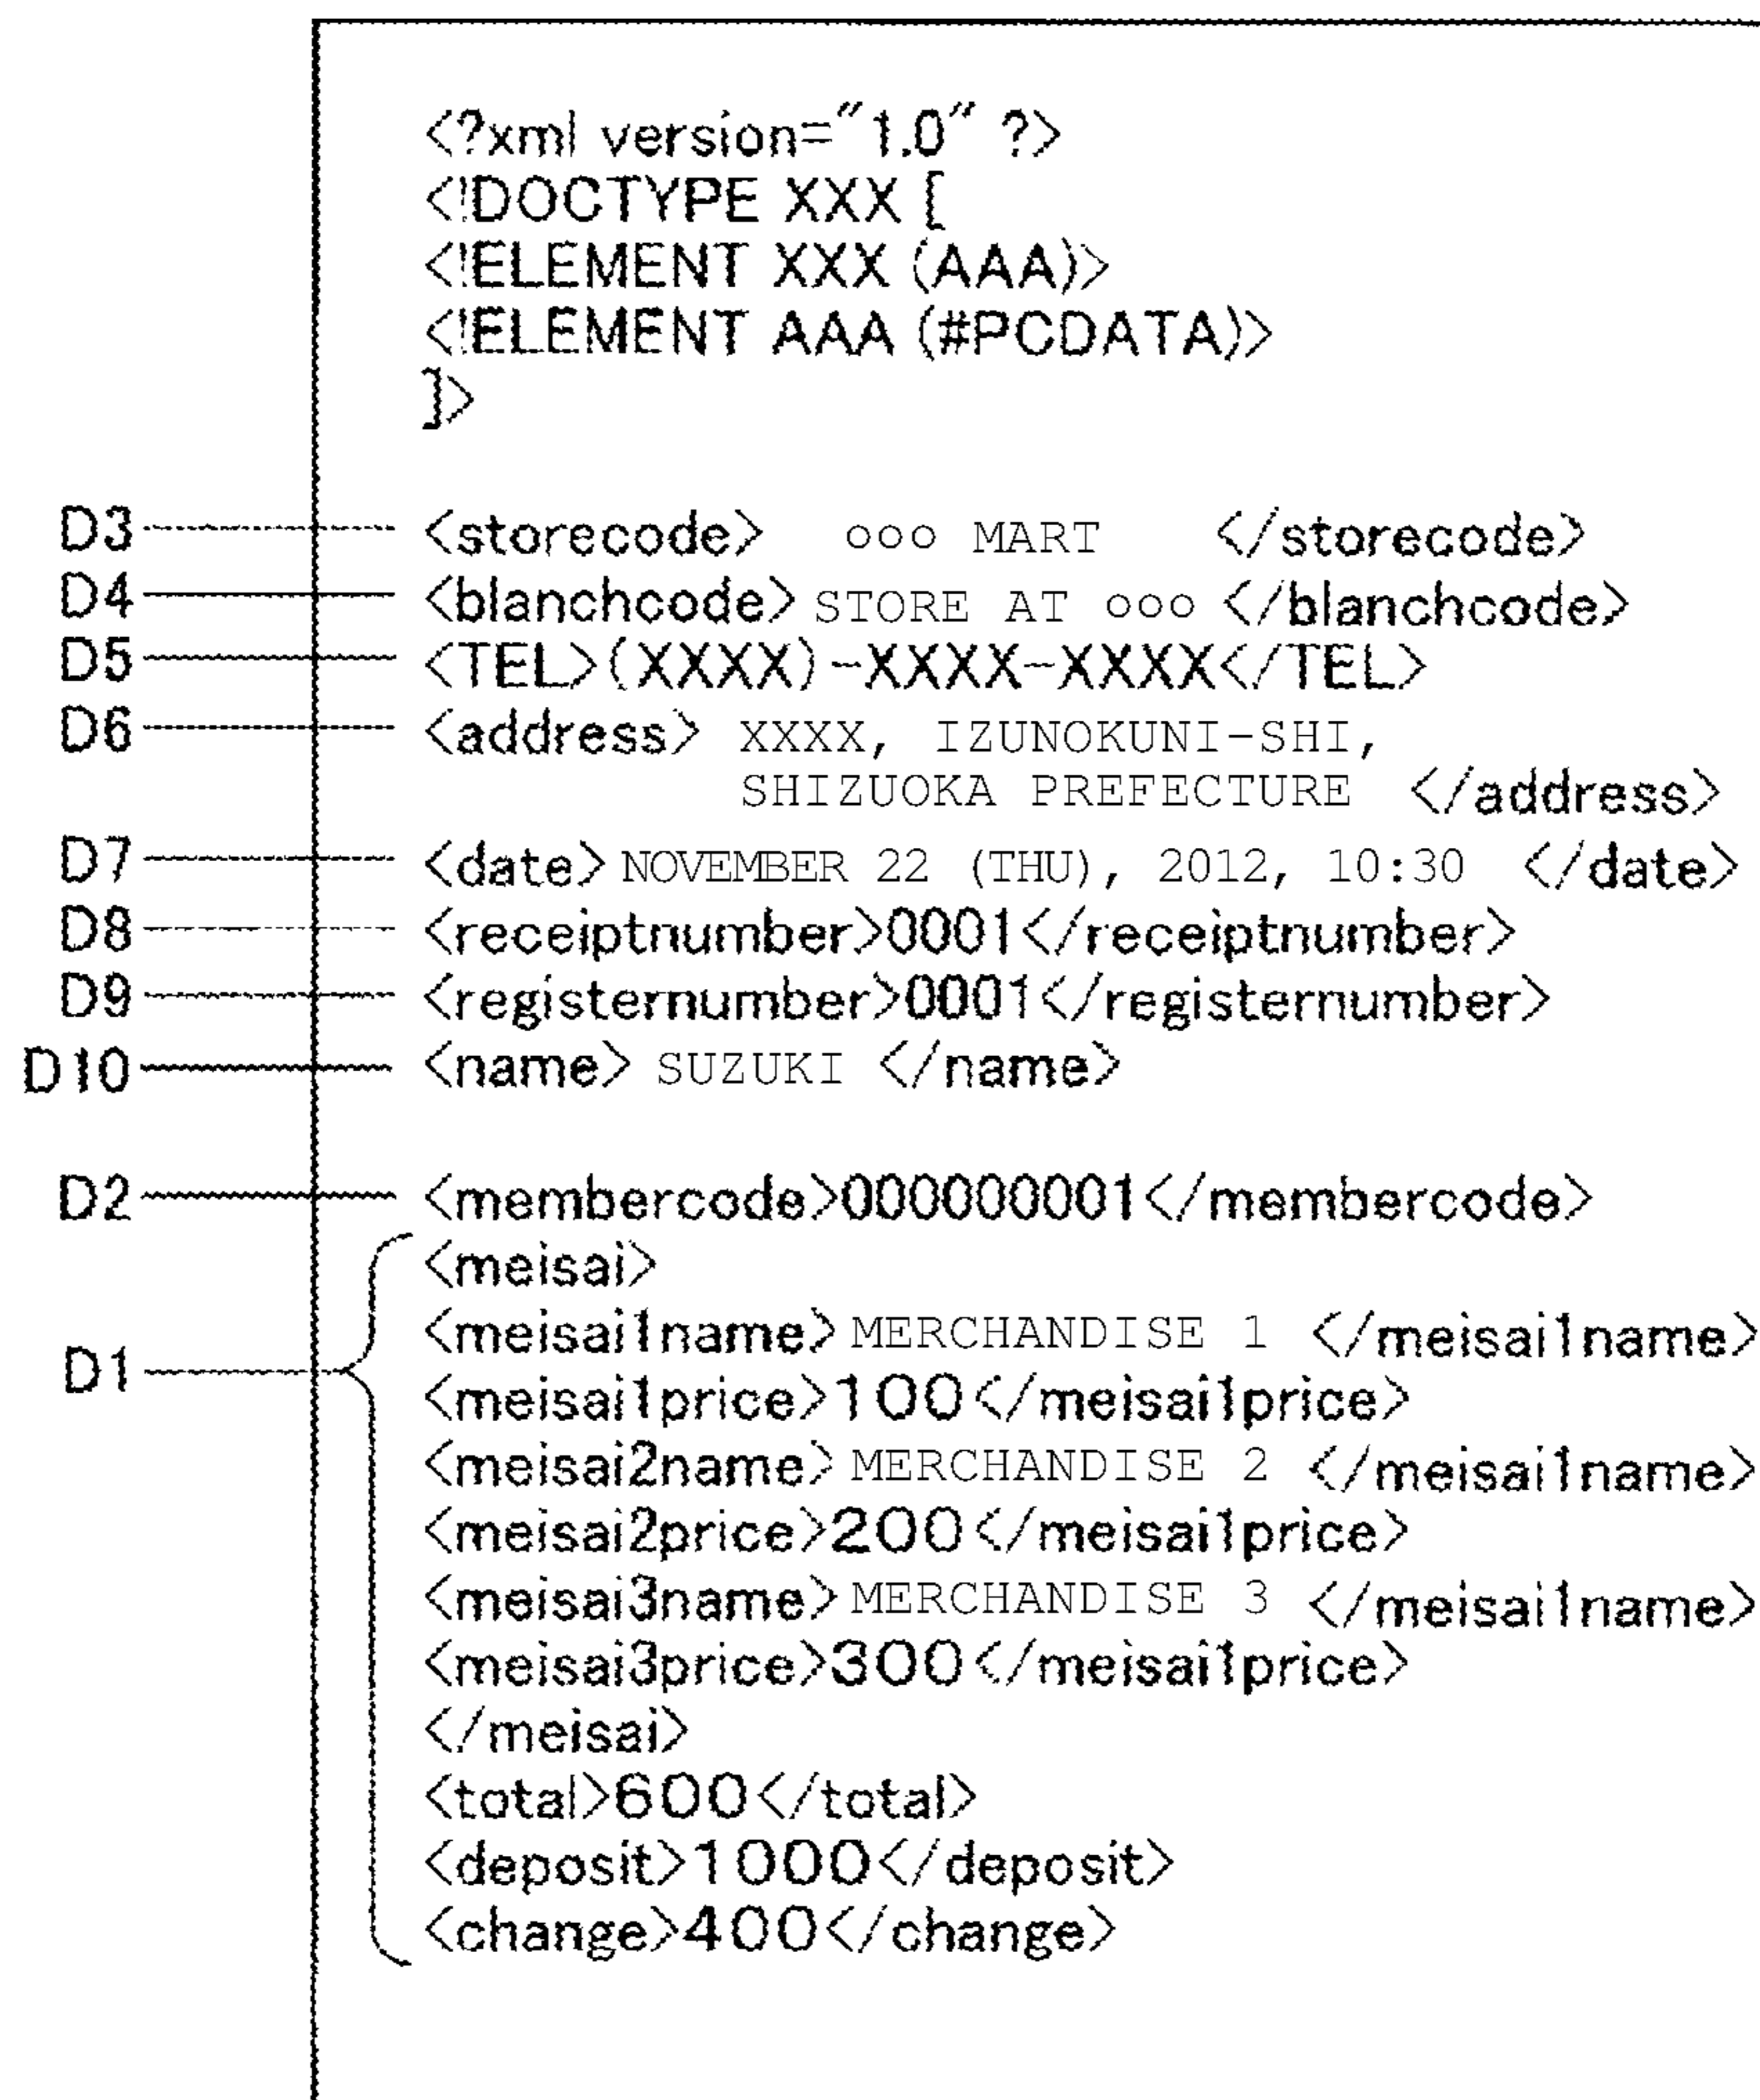 <?xml version="1.0" ?>
<!DOCTYPE XXX [
<!ELEMENT XXX (AAA)>
<!ELEMENT AAA (#PCDATA)>
]>
D3 <storecode> ○○○ MART </storecode>
D4 <blanchcode> STORE AT ○○○ </blanchcode>
D5 <TEL>(XXXX)-XXXX-XXXX</TEL>
D6 <address> XXXX, IZUNOKUNI-SHI,
SHIZUOKA PREFECTURE </address>
D7 <date> NOVEMBER 22 (THU), 2012, 10:30 </date>
D8 <receiptnumber>0001</receiptnumber>
D9 <registernumber>0001</registernumber>
D10 <name> SUZUKI </name>
D2 <membercode>000000001</membercode>
<meisai>
<meisai1name> MERCHANDISE 1 </meisai1name>
D1 <meisai1price>100</meisai1price>
<meisai2name> MERCHANDISE 2 </meisai1name>
<meisai2price>200</meisai1price>
<meisai3name> MERCHANDISE 3 </meisai1name>
<meisai3price>300</meisai1price>
</meisai>
<total>600</total>
<deposit>1000</deposit>
<change>400</change>